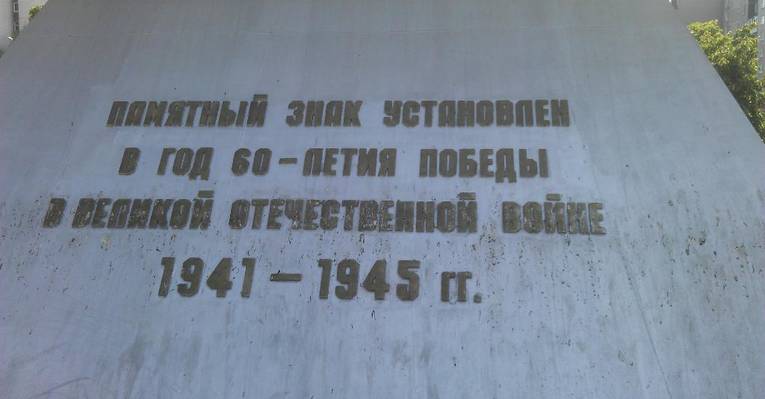 ПАМЯТНЫЙ ЗНАК УСТАНОВЛЕН
В ГОД 60-ЛЕТИЯ ПОБЕДЫ
В ВЕЛИКОЙ ОТЕЧЕСТВЕННОЙ ВОЙНЕ
1941-1945 гг.